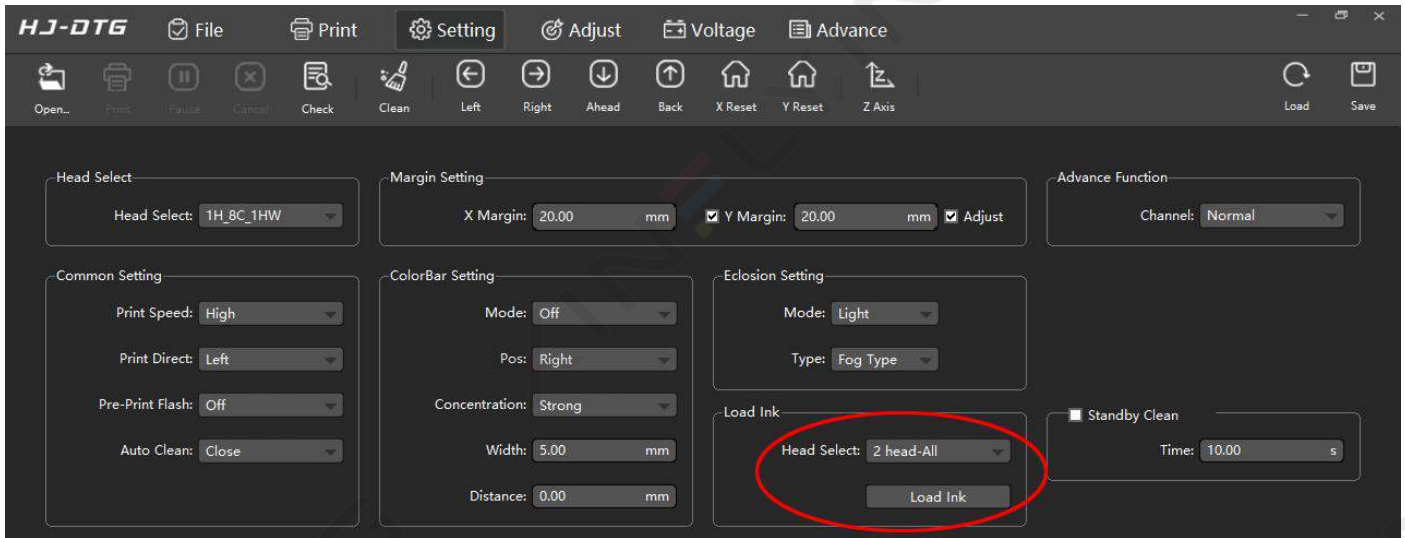 HJ-DTG File Print Setting Adjust Voltage Advance
Open... Print Pause Cancel Check Clean Left Right Ahead Back X Reset Y Reset Z Axis Load Save
Head Select
Head Select: 1H_8C_1HW
Margin Setting
X Margin: 20.00 mm Y Margin: 20.00 mm Adjust
Advance Function
Channel: Normal
Common Setting
Print Speed: High
Print Direct: Left
Pre-Print Flash: Off
Auto Clean: Close
ColorBar Setting
Mode: Off
Pos: Right
Concentration: Strong
Width: 5.00 mm
Distance: 0.00 mm
Eclosion Setting
Mode: Light
Type: Fog Type
Load Ink
Head Select: 2 head-All
Load Ink
Standby Clean
Time: 10.00 s